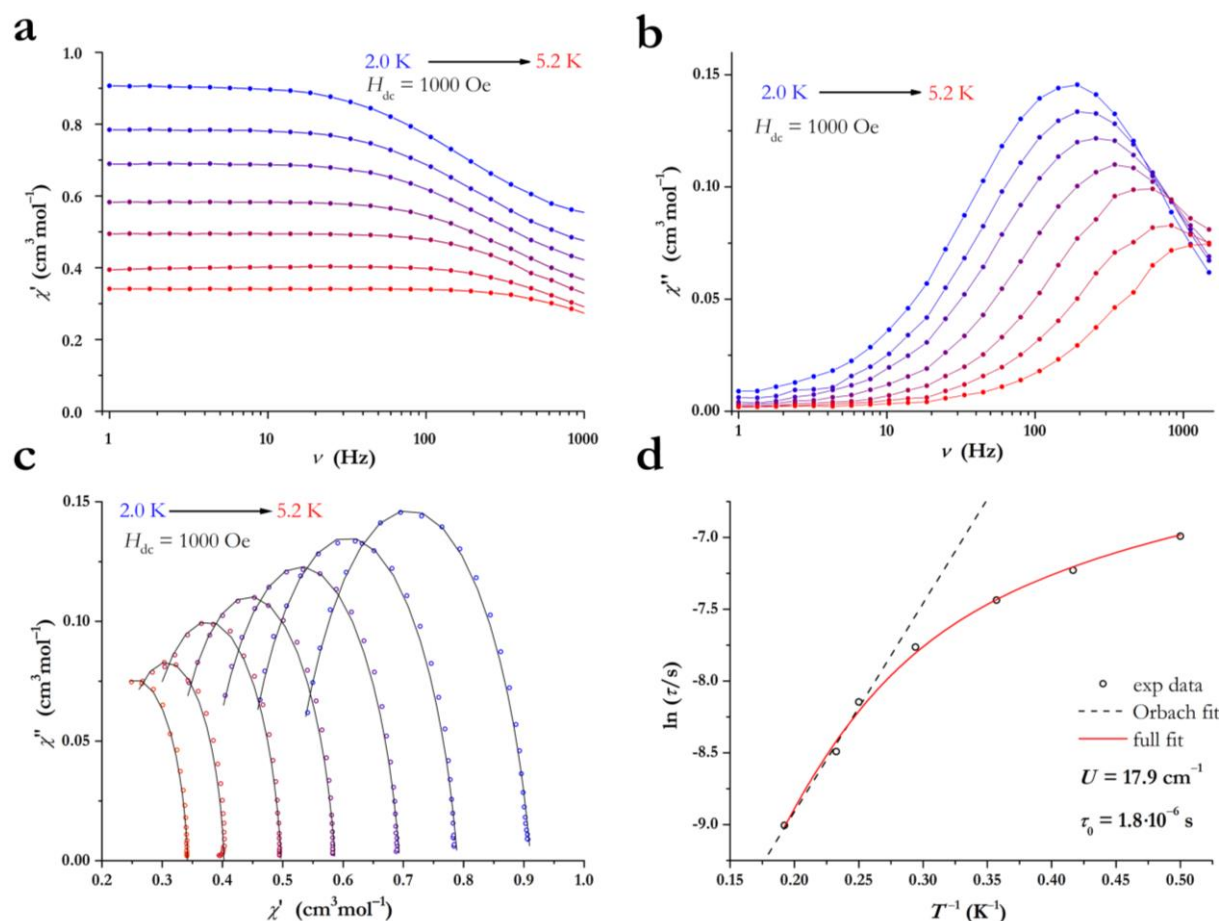 a
2.0 K 5.2 K
H_dc = 1000 Oe
χ' (cm³mol⁻¹)
1.0
0.8
0.6
0.4
0.2
0.0
1 10 100 1000
ν (Hz)
b
2.0 K 5.2 K
H_dc = 1000 Oe
χ'' (cm³mol⁻¹)
0.15
0.10
0.05
0.00
1 10 100 1000
ν (Hz)
c
2.0 K 5.2 K
H_dc = 1000 Oe
χ'' (cm³mol⁻¹)
0.15
0.10
0.05
0.00
0.2 0.3 0.4 0.5 0.6 0.7 0.8 0.9 1.0
χ' (cm³mol⁻¹)
d
ln (τ/s)
-7.0
-7.5
-8.0
-8.5
-9.0
exp data
Orbach fit
full fit
U = 17.9 cm⁻¹
τ₀ = 1.8·10⁻⁶ s
0.15 0.20 0.25 0.30 0.35 0.40 0.45 0.50
T⁻¹ (K⁻¹)